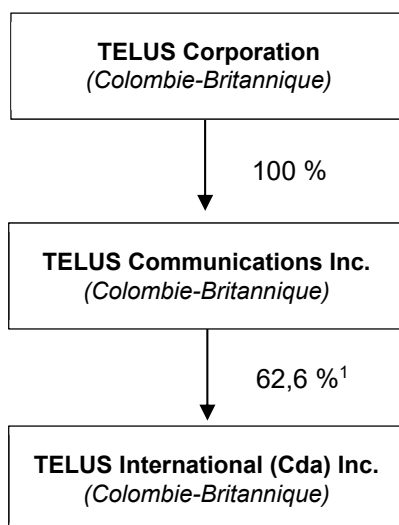 TELUS Corporation
(Colombie-Britannique)
100 %
TELUS Communications Inc.
(Colombie-Britannique)
62,6 %¹
TELUS International (Cda) Inc.
(Colombie-Britannique)